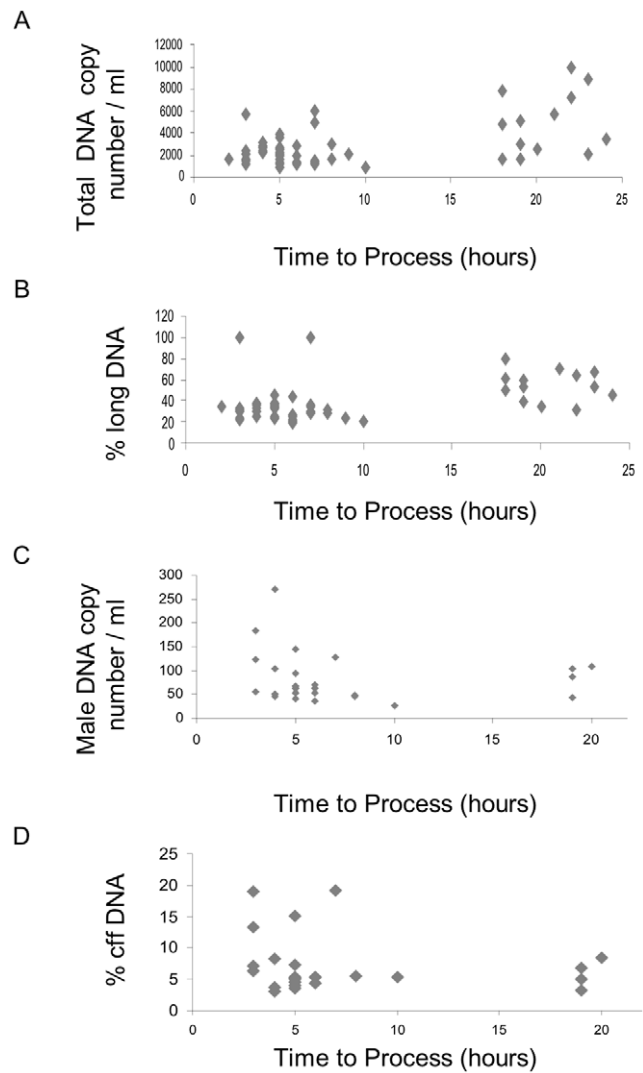 A
Total DNA copy
number / ml
12000
10000
8000
6000
4000
2000
0
0 5 10 15 20 25
Time to Process (hours)
B
% long DNA
120
100
80
60
40
20
0
0 5 10 15 20 25
Time to Process (hours)
C
Male DNA copy
number / ml
300
250
200
150
100
50
0
0 5 10 15 20
Time to Process (hours)
D
% cff DNA
25
20
15
10
5
0
0 5 10 15 20
Time to Process (hours)